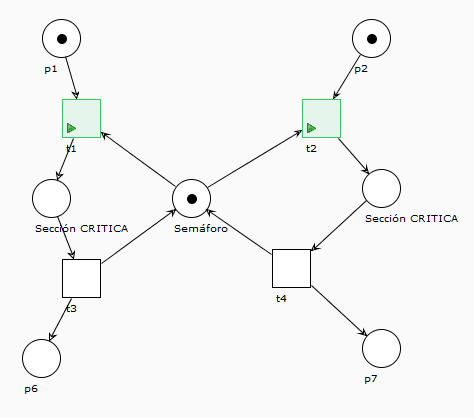 p1
p2
t1
t2
Sección CRITICA
Semáforo
Sección CRITICA
t3
t4
p6
p7